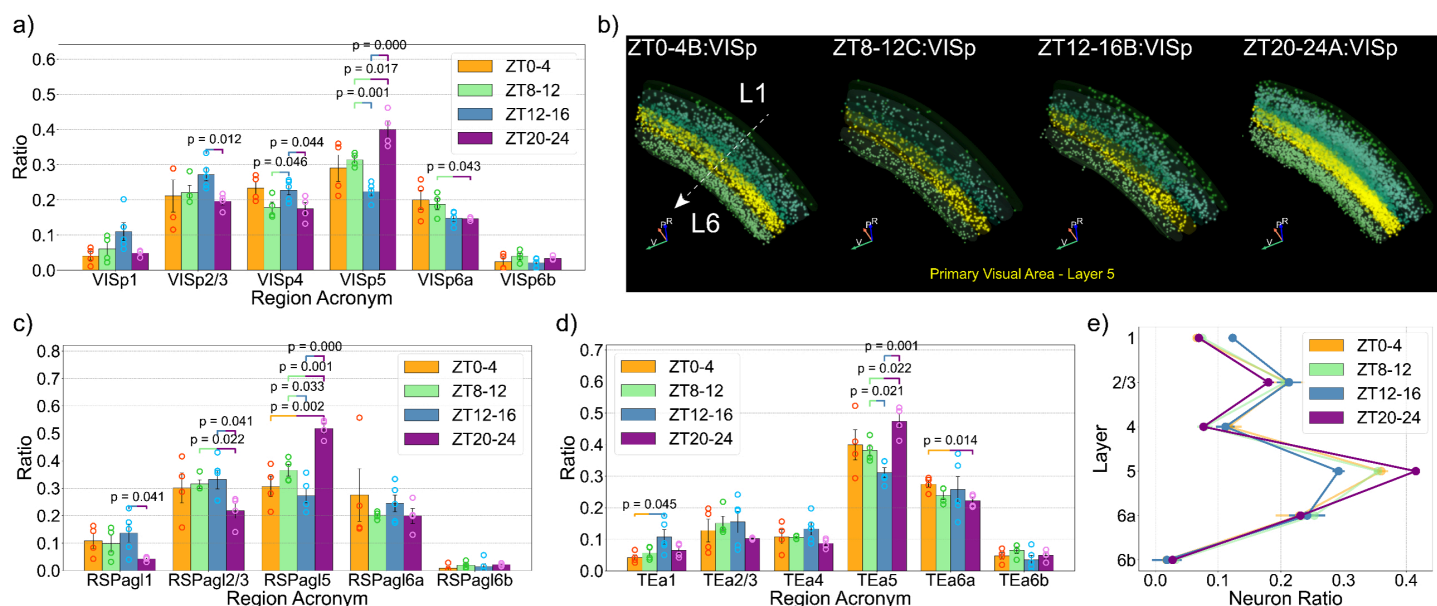 a)
p = 0.000
p = 0.017
p = 0.001
p = 0.012
p = 0.044
p = 0.046
p = 0.043
ZT0-4
ZT8-12
ZT12-16
ZT20-24
Ratio
0.6
0.5
0.4
0.3
0.2
0.1
0.0
VISp1 VISp2/3 VISp4 VISp5 VISp6a VISp6b
Region Acronym
b)
ZT0-4B:VISp ZT8-12C:VISp ZT12-16B:VISp ZT20-24A:VISp
L1
L6
R
P
V
R
P
V
R
P
V
R
P
V
Primary Visual Area - Layer 5
c)
p = 0.000
p = 0.001
p = 0.033
p = 0.002
p = 0.041
p = 0.022
p = 0.041
ZT0-4
ZT8-12
ZT12-16
ZT20-24
Ratio
0.8
0.7
0.6
0.5
0.4
0.3
0.2
0.1
0.0
RSPagl1 RSPagl2/3 RSPagl5 RSPagl6a RSPagl6b
Region Acronym
d)
p = 0.001
p = 0.022
p = 0.021
p = 0.014
p = 0.045
ZT0-4
ZT8-12
ZT12-16
ZT20-24
Ratio
0.7
0.6
0.5
0.4
0.3
0.2
0.1
0.0
TEa1 TEa2/3 TEa4 TEa5 TEa6a TEa6b
Region Acronym
e)
ZT0-4
ZT8-12
ZT12-16
ZT20-24
Layer
1
2/3
4
5
6a
6b
0.0 0.1 0.2 0.3 0.4
Neuron Ratio